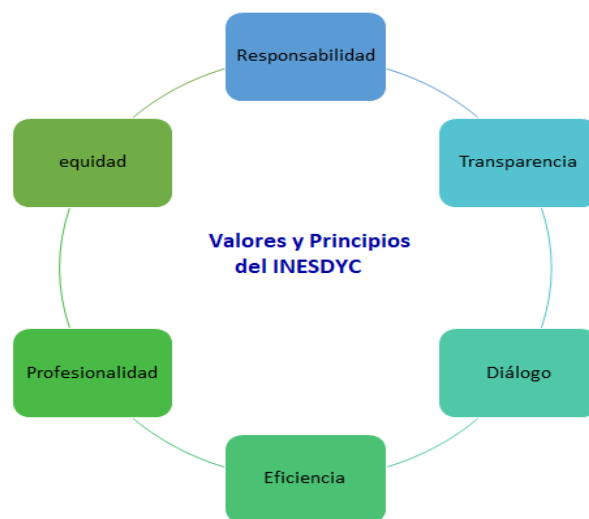 Responsabilidad
Transparencia
Diálogo
Eficiencia
Profesionalidad
equidad
Valores y Principios
del INESDYC